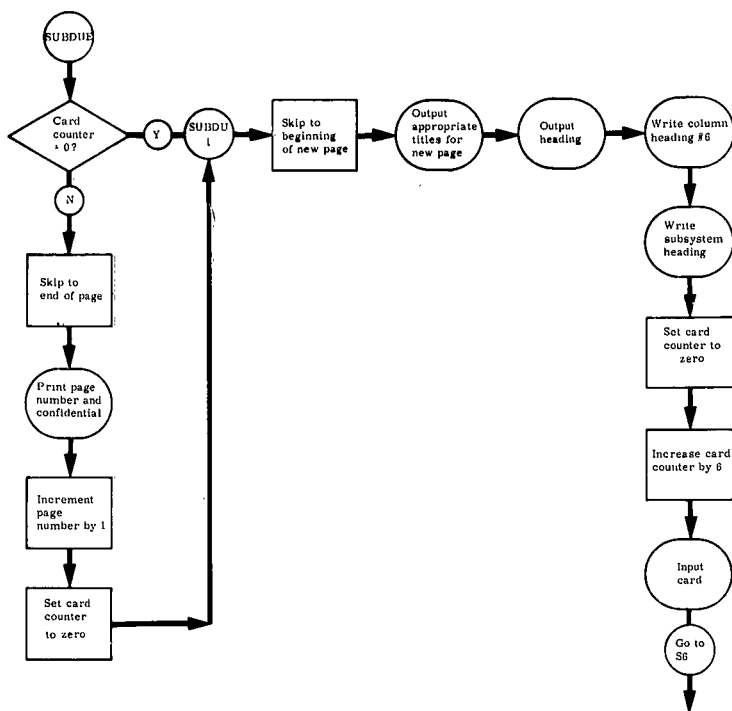 SUBDUE
Card
counter
= 0?
Y
SUBDU
1
Skip to
beginning
of new page
Output
appropriate
titles for
new page
Output
heading
Write column
heading #6
N
Write
subsystem
heading
Skip to
end of page
Set card
counter to
zero
Print page
number and
confidential
Increase card
counter by 6
Increment
page
number by 1
Input
card
Set card
counter
to zero
Go to
S6